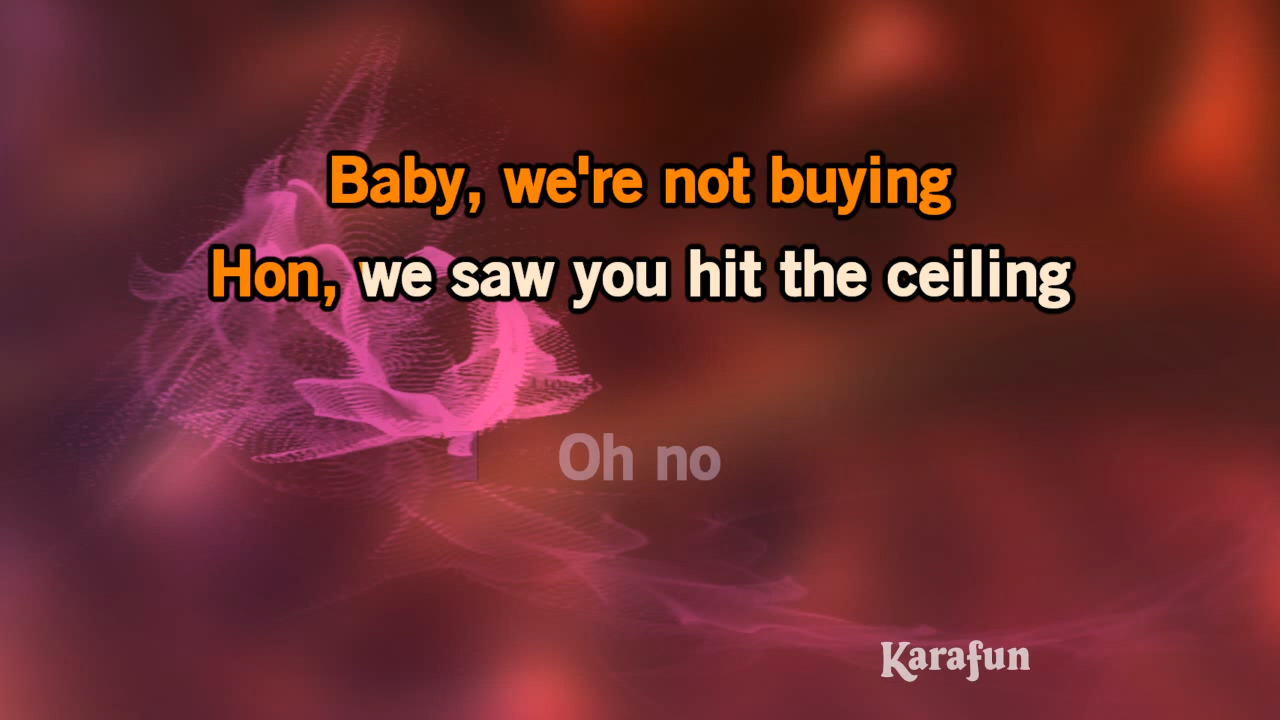 Baby, we're not buying
Hon, we saw you hit the ceiling
Oh no
Karafun